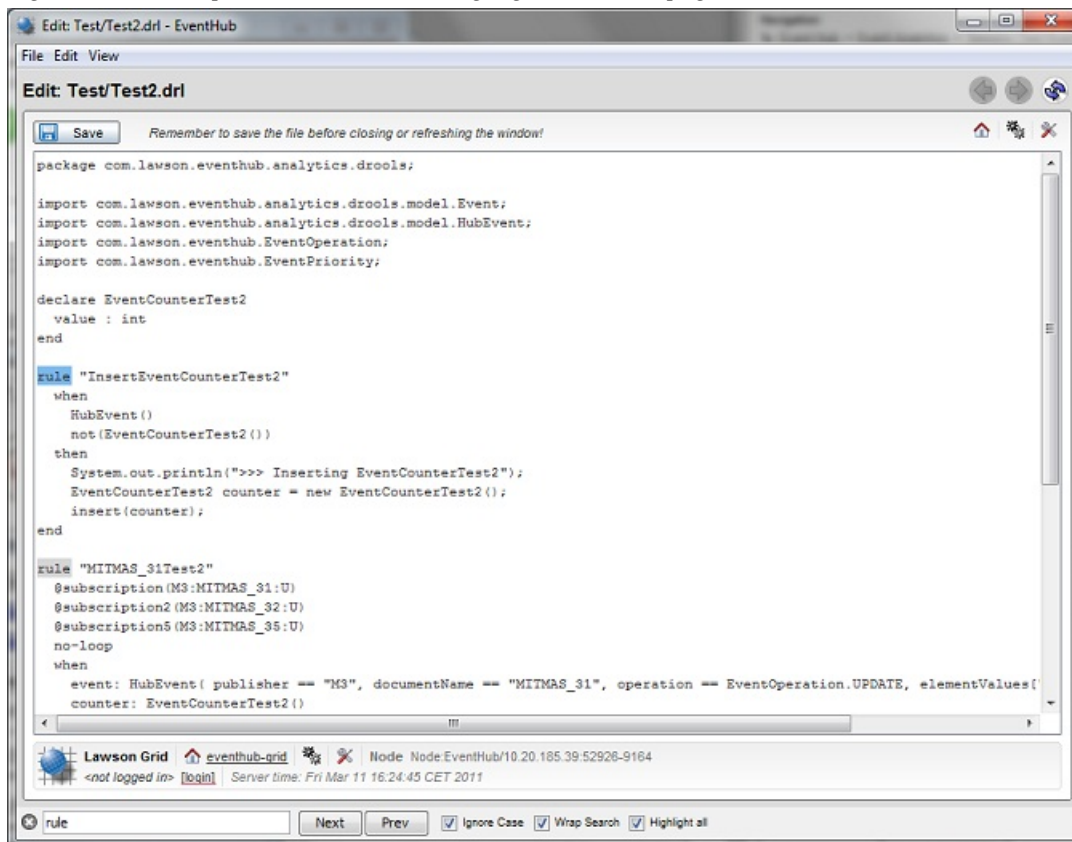 Edit: Test/Test2.drl - EventHub
File Edit View
Edit: Test/Test2.drl
Save Remember to save the file before closing or refreshing the window!
package com.lawson.eventhub.analytics.drools;
import com.lawson.eventhub.analytics.drools.model.Event;
import com.lawson.eventhub.analytics.drools.model.HubEvent;
import com.lawson.eventhub.EventOperation;
import com.lawson.eventhub.EventPriority;
declare EventCounterTest2
value : int
end
rule "InsertEventCounterTest2"
when
HubEvent()
not(EventCounterTest2())
then
System.out.println(">>> Inserting EventCounterTest2");
EventCounterTest2 counter = new EventCounterTest2();
insert(counter);
end
rule "MITMAS_31Test2"
@subscription(M3:MITMAS_31:U)
@subscription2(M3:MITMAS_32:U)
@subscription5(M3:MITMAS_35:U)
no-loop
when
event: HubEvent( publisher == "M3", documentName == "MITMAS_31", operation == EventOperation.UPDATE, elementValues(
counter: EventCounterTest2()
Lawson Grid eventhub-grid Node Node:EventHub/10.20.185.39:52926-9164
<not logged in> [login] Server time: Fri Mar 11 16:24:45 CET 2011
rule Next Prev Ignore Case Wrap Search Highlight all